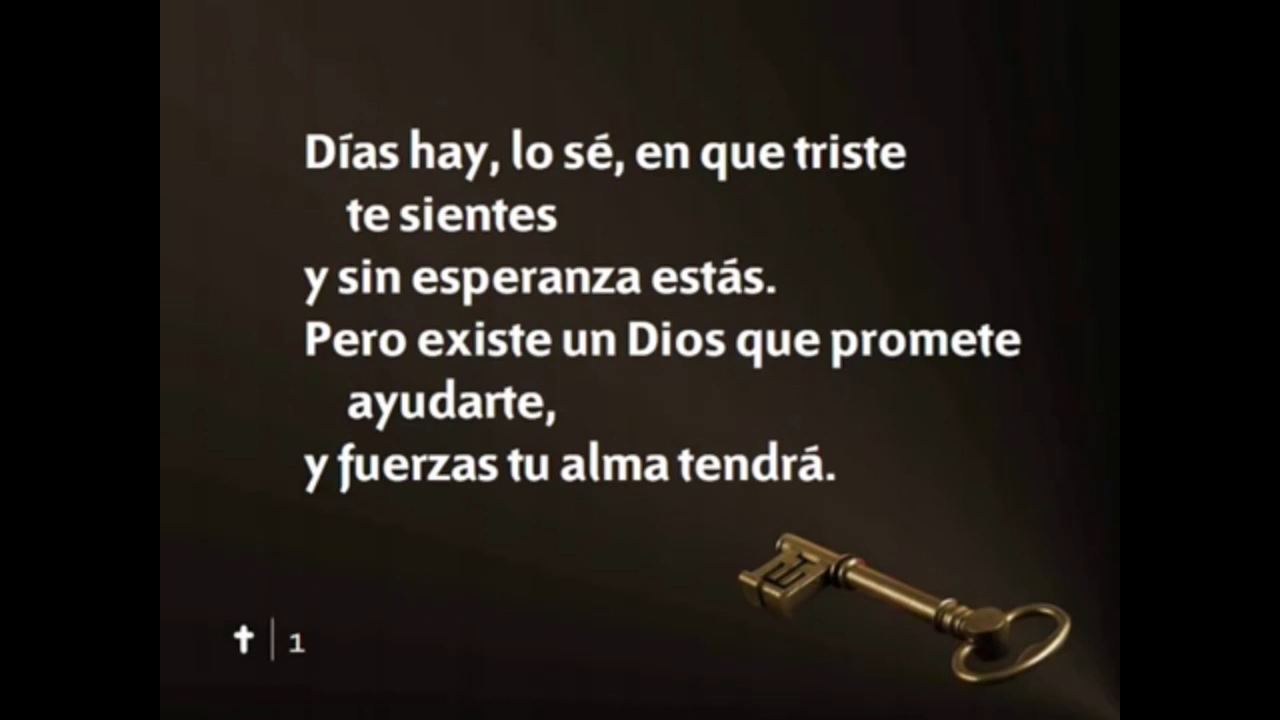 Días hay, lo sé, en que triste
te sientes
y sin esperanza estás.
Pero existe un Dios que promete
ayudarte,
y fuerzas tu alma tendrá.
1